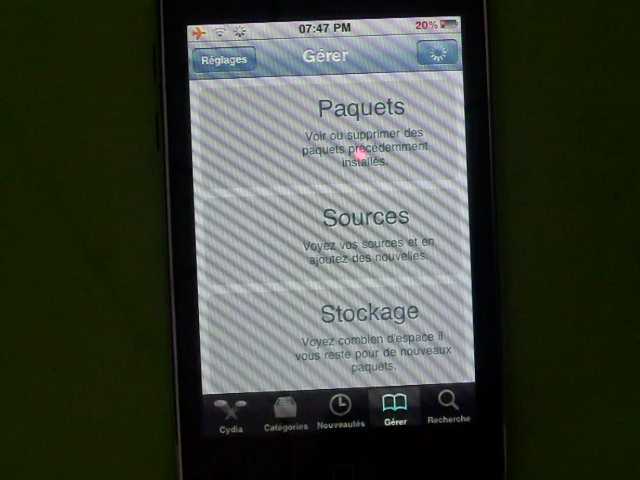 07:47 PM
20%
Réglages
Gérer
Paquets
Voir ou supprimer des
paquets précédemment
installés.
Sources
Voyez vos sources et en
ajoutez des nouvelles.
Stockage
Voyez combien d'espace il
vous reste pour de nouveaux
paquets.
Cydia
Catégories
Nouveautés
Gérer
Recherche